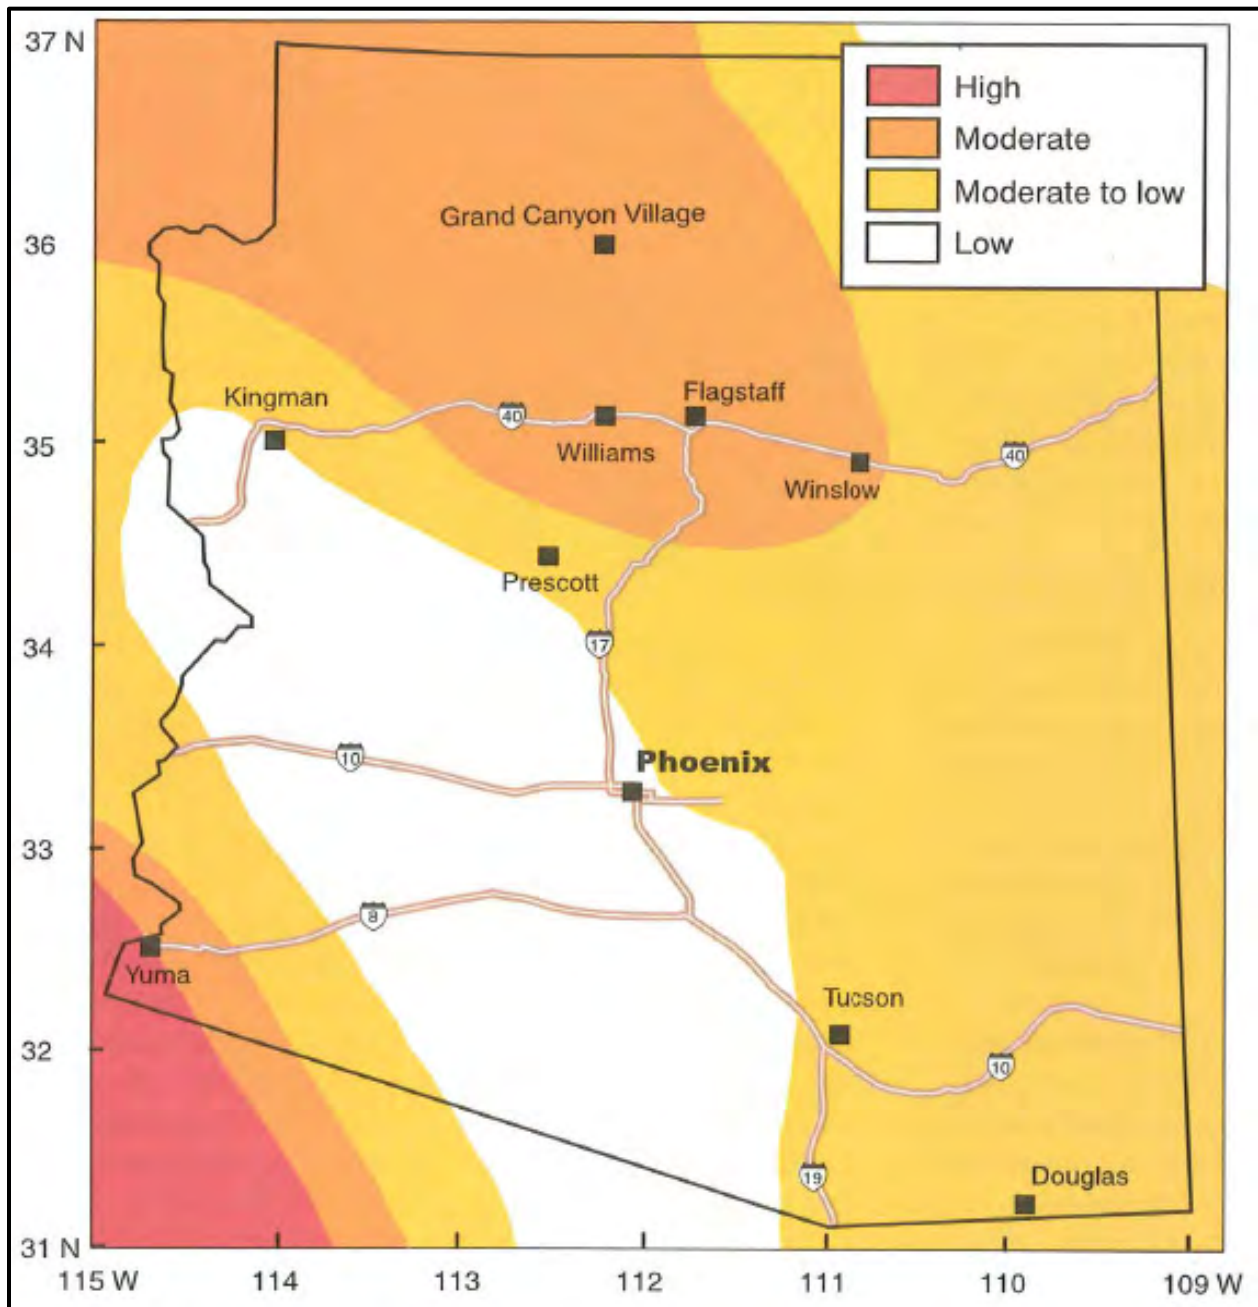 37 N
High
Moderate
Moderate to low
Low
Grand Canyon Village
36
Kingman
Flagstaff
40
Williams
35
40
Winslow
Prescott
17
34
10
Phoenix
33
8
Yuma
Tucson
32
10
19
Douglas
31 N
115 W
114
113
112
111
110
109 W